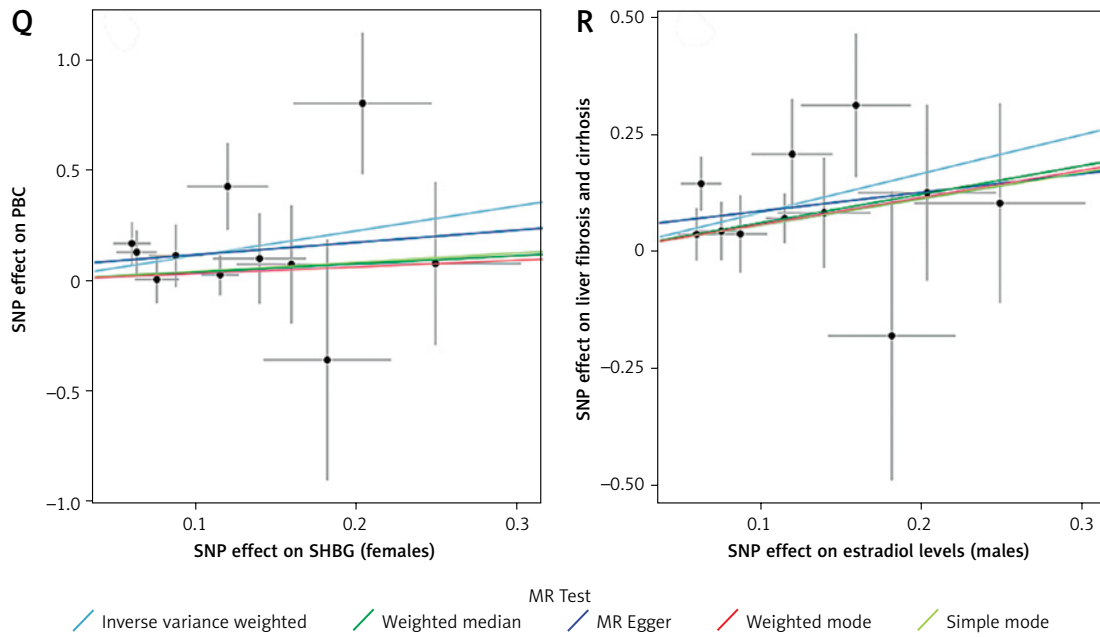 Q
1.0
0.5
0
−0.5
−1.0
SNP effect on PBC
0.1 0.2 0.3
SNP effect on SHBG (females)
R
0.50
0.25
0
−0.25
−0.50
SNP effect on liver fibrosis and cirrhosis
0.1 0.2 0.3
SNP effect on estradiol levels (males)
MR Test
Inverse variance weighted Weighted median MR Egger Weighted mode Simple mode